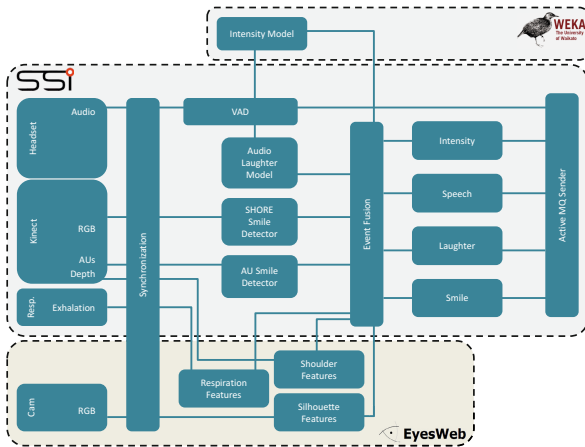 Intensity Model
WEKA
The University
of Waikato
SSI
Headset
Audio
VAD
Audio
Laughter
Model
Intensity
Kinect
RGB
AUs
Depth
Synchronization
SHORE
Smile
Detector
AU Smile
Detector
Event Fusion
Speech
Laughter
Smile
Active MQ Sender
Resp.
Exhalation
Respiration
Features
Shoulder
Features
Silhouette
Features
Cam
RGB
EyesWeb